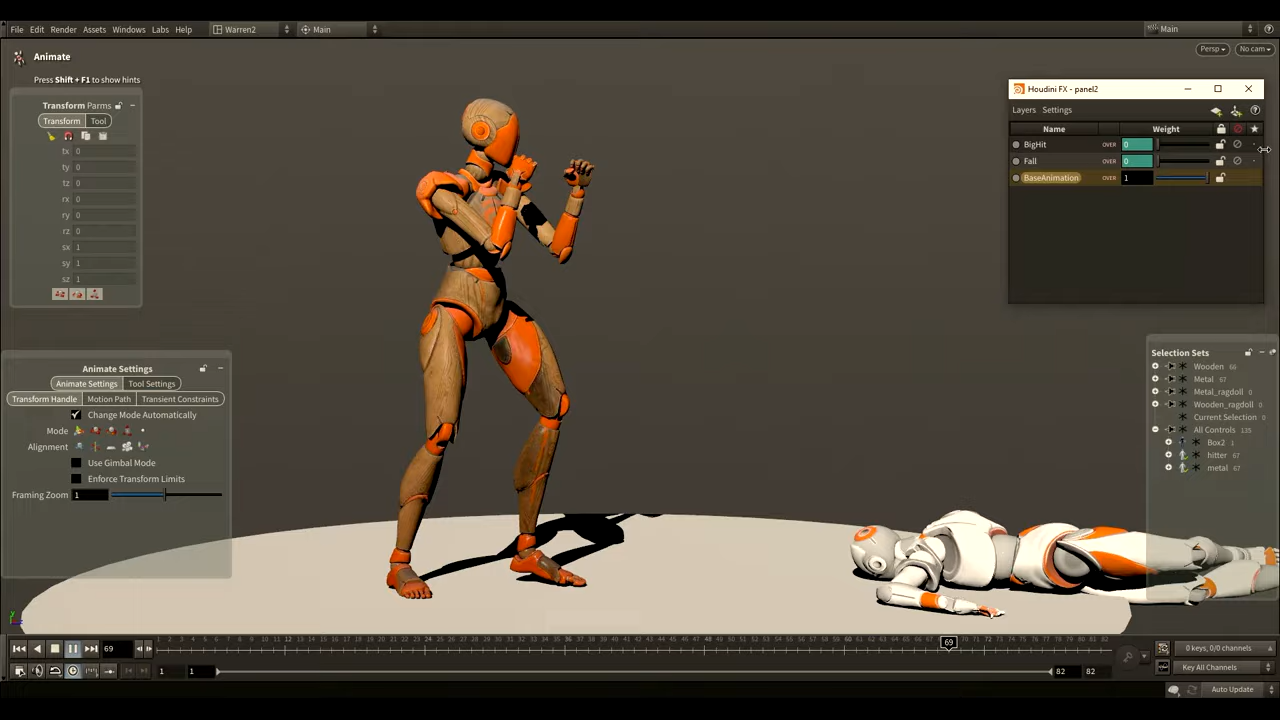 File Edit Render Assets Windows Labs Help Warren2 Main Main
Animate
Persp No cam
Press Shift + F1 to show hints
Houdini FX - panel2
Transform Parms
Layers Settings
Transform Tool
Name Weight
tx 0
BigHit OVER 0
ty 0
Fall OVER 0
tz 0
BaseAnimation OVER 1
rx 0
ry 0
rz 0
sx 1
sy 1
sz 1
Animate Settings
Animate Settings Tool Settings
Transform Handle Motion Path Transient Constraints
Change Mode Automatically
Mode
Alignment
Use Gimbal Mode
Enforce Transform Limits
Framing Zoom 1
Selection Sets
Wooden 66
Metal 67
Metal_ragdoll 0
Wooden_ragdoll 0
Current Selection
All Controls 135
Box2 1
hitter 67
metal 67
69
24 36 48 60 69 72
0 keys, 0/0 channels
1 1 82 82
Key All Channels
Auto Update